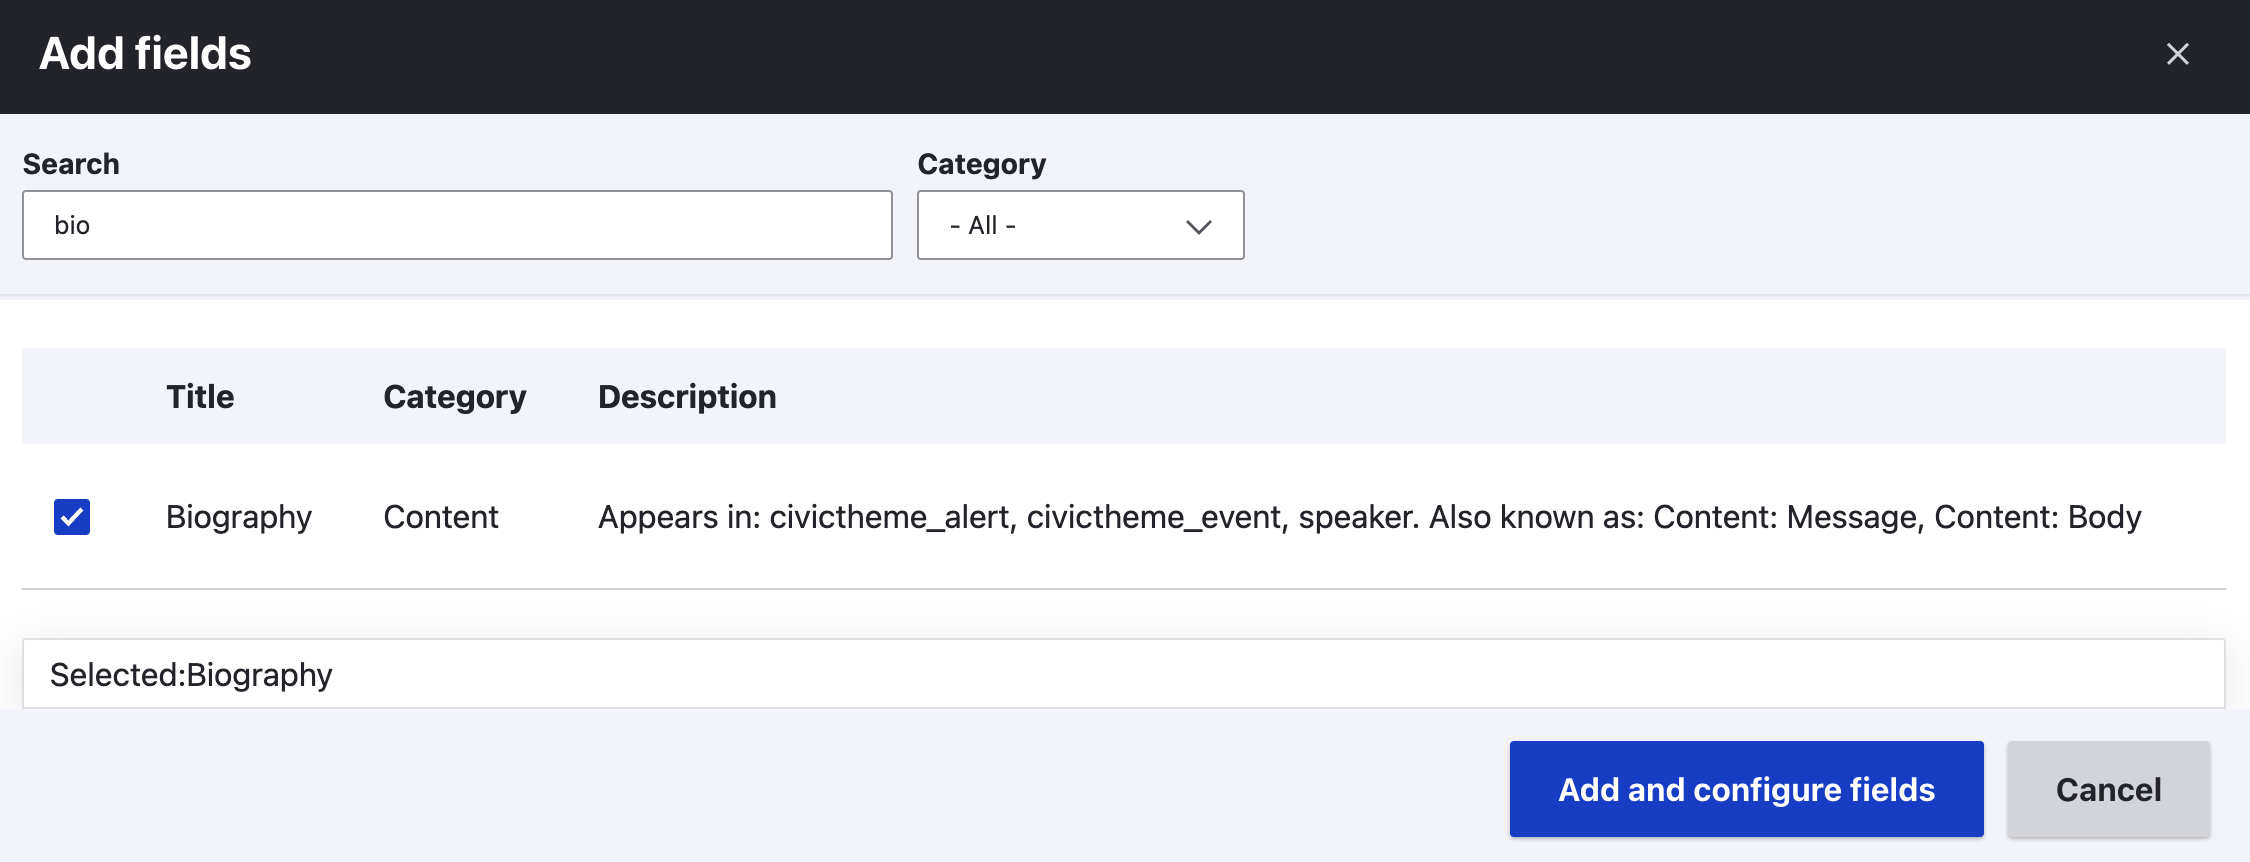 Add fields
Search
Category
bio
- All -
Title Category Description
Biography Content Appears in: civictheme_alert, civictheme_event, speaker. Also known as: Content: Message, Content: Body
Selected:Biography
Add and configure fields Cancel